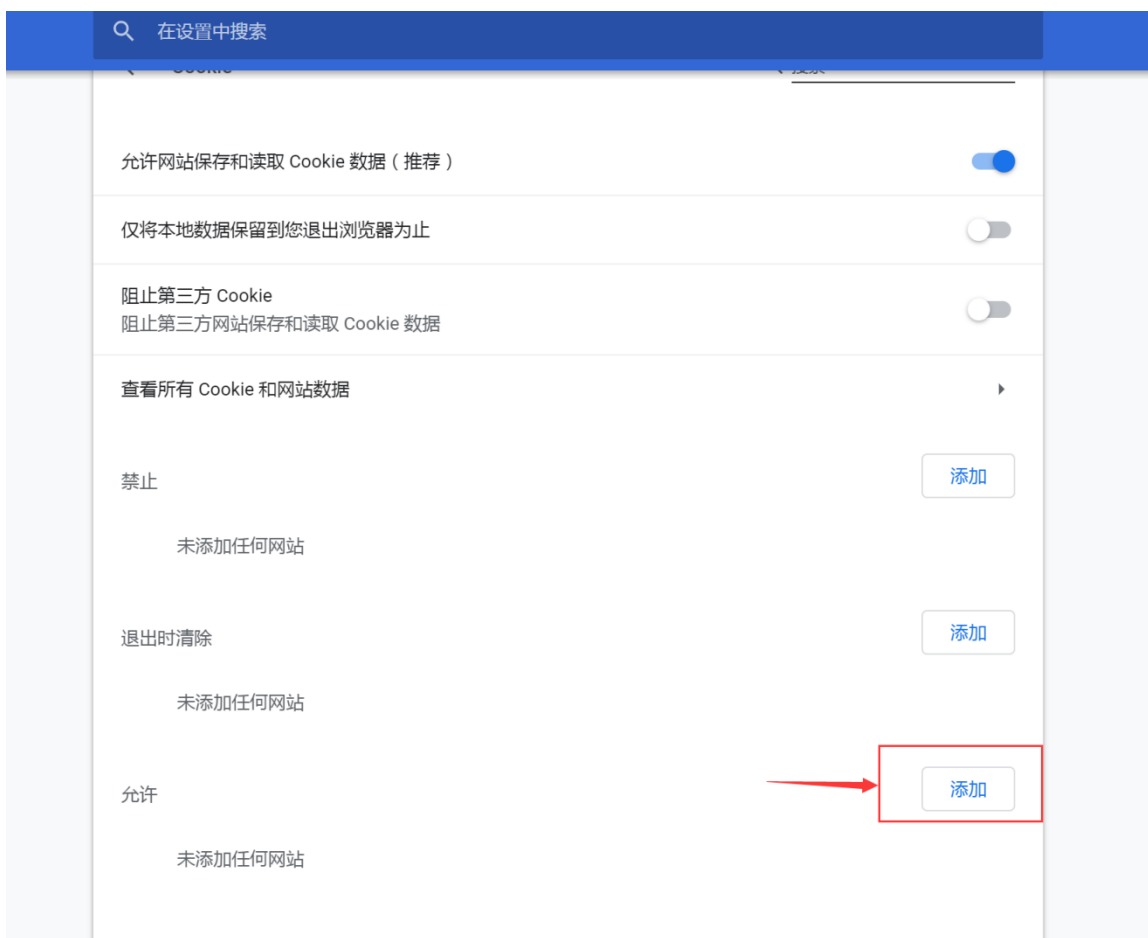 在设置中搜索
允许网站保存和读取 Cookie 数据（推荐）
仅将本地数据保留到您退出浏览器为止
阻止第三方 Cookie
阻止第三方网站保存和读取 Cookie 数据
查看所有 Cookie 和网站数据
禁止
添加
未添加任何网站
退出时清除
添加
未添加任何网站
允许
添加
未添加任何网站